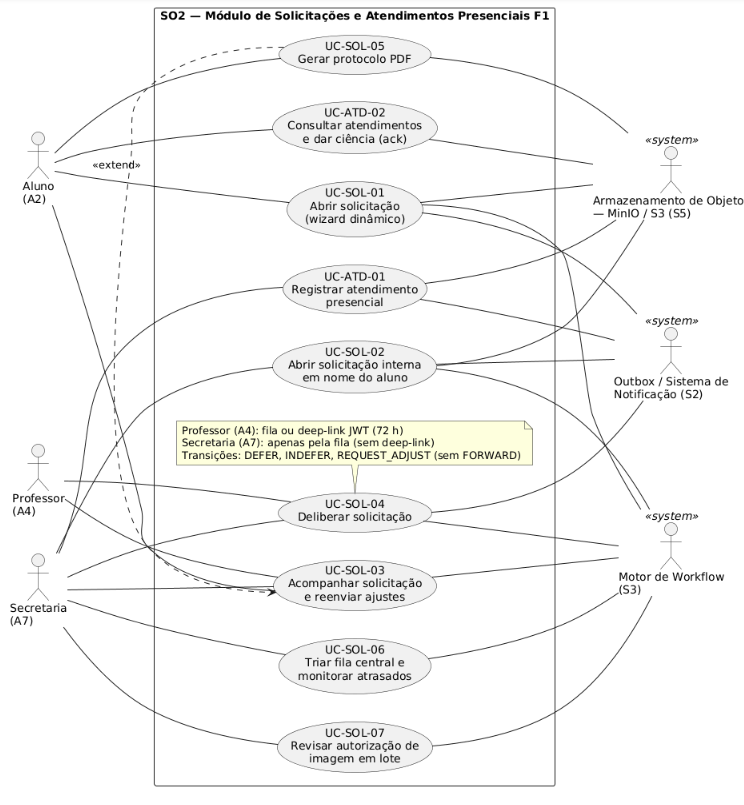 SO2 — Módulo de Solicitações e Atendimentos Presenciais F1
UC-SOL-05
Gerar protocolo PDF
UC-ATD-02
Consultar atendimentos
e dar ciência (ack)
«extend»
Aluno
(A2)
UC-SOL-01
Abrir solicitação
(wizard dinâmico)
«system»
Armazenamento de Objeto
— MinIO / S3 (S5)
UC-ATD-01
Registrar atendimento
presencial
UC-SOL-02
Abrir solicitação interna
em nome do aluno
«system»
Outbox / Sistema de
Notificação (S2)
Professor (A4): fila ou deep-link JWT (72 h)
Secretaria (A7): apenas pela fila (sem deep-link)
Transições: DEFER, INDEFER, REQUEST_ADJUST (sem FORWARD)
Professor
(A4)
UC-SOL-04
Deliberar solicitação
UC-SOL-03
Acompanhar solicitação
e reenviar ajustes
«system»
Motor de Workflow
(S3)
Secretaria
(A7)
UC-SOL-06
Triar fila central e
monitorar atrasados
UC-SOL-07
Revisar autorização de
imagem em lote